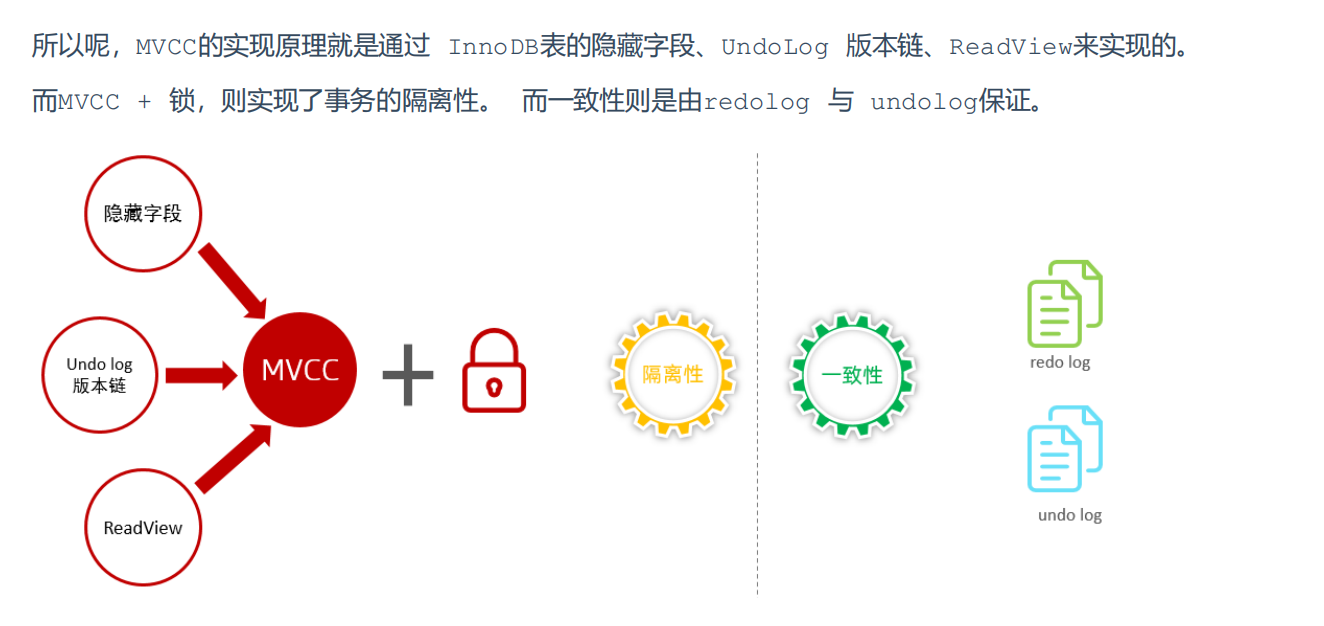 所以呢，MVCC的实现原理就是通过 InnoDB表的隐藏字段、UndoLog 版本链、ReadView来实现的。
而MVCC + 锁，则实现了事务的隔离性。 而一致性则是由redolog 与 undolog保证。
隐藏字段
Undo log
版本链
ReadView
MVCC
+
隔离性
一致性
redo log
undo log